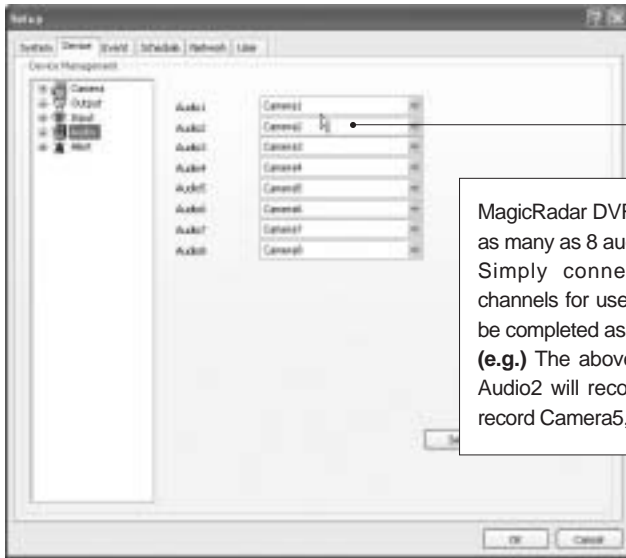 Setup
System Device Event Schedule Network User
Device Management
Camera
Output
Input
Audio
Alert
Audio1 Camera1
Audio2 Camera2
Audio3 Camera3
Audio4 Camera4
Audio5 Camera5
Audio6 Camera6
Audio7 Camera7
Audio8 Camera8
MagicRadar DVR
as many as 8 au
Simply conne
channels for use
be completed as
(e.g.) The above
Audio2 will reco
record Camera5,
OK Cancel